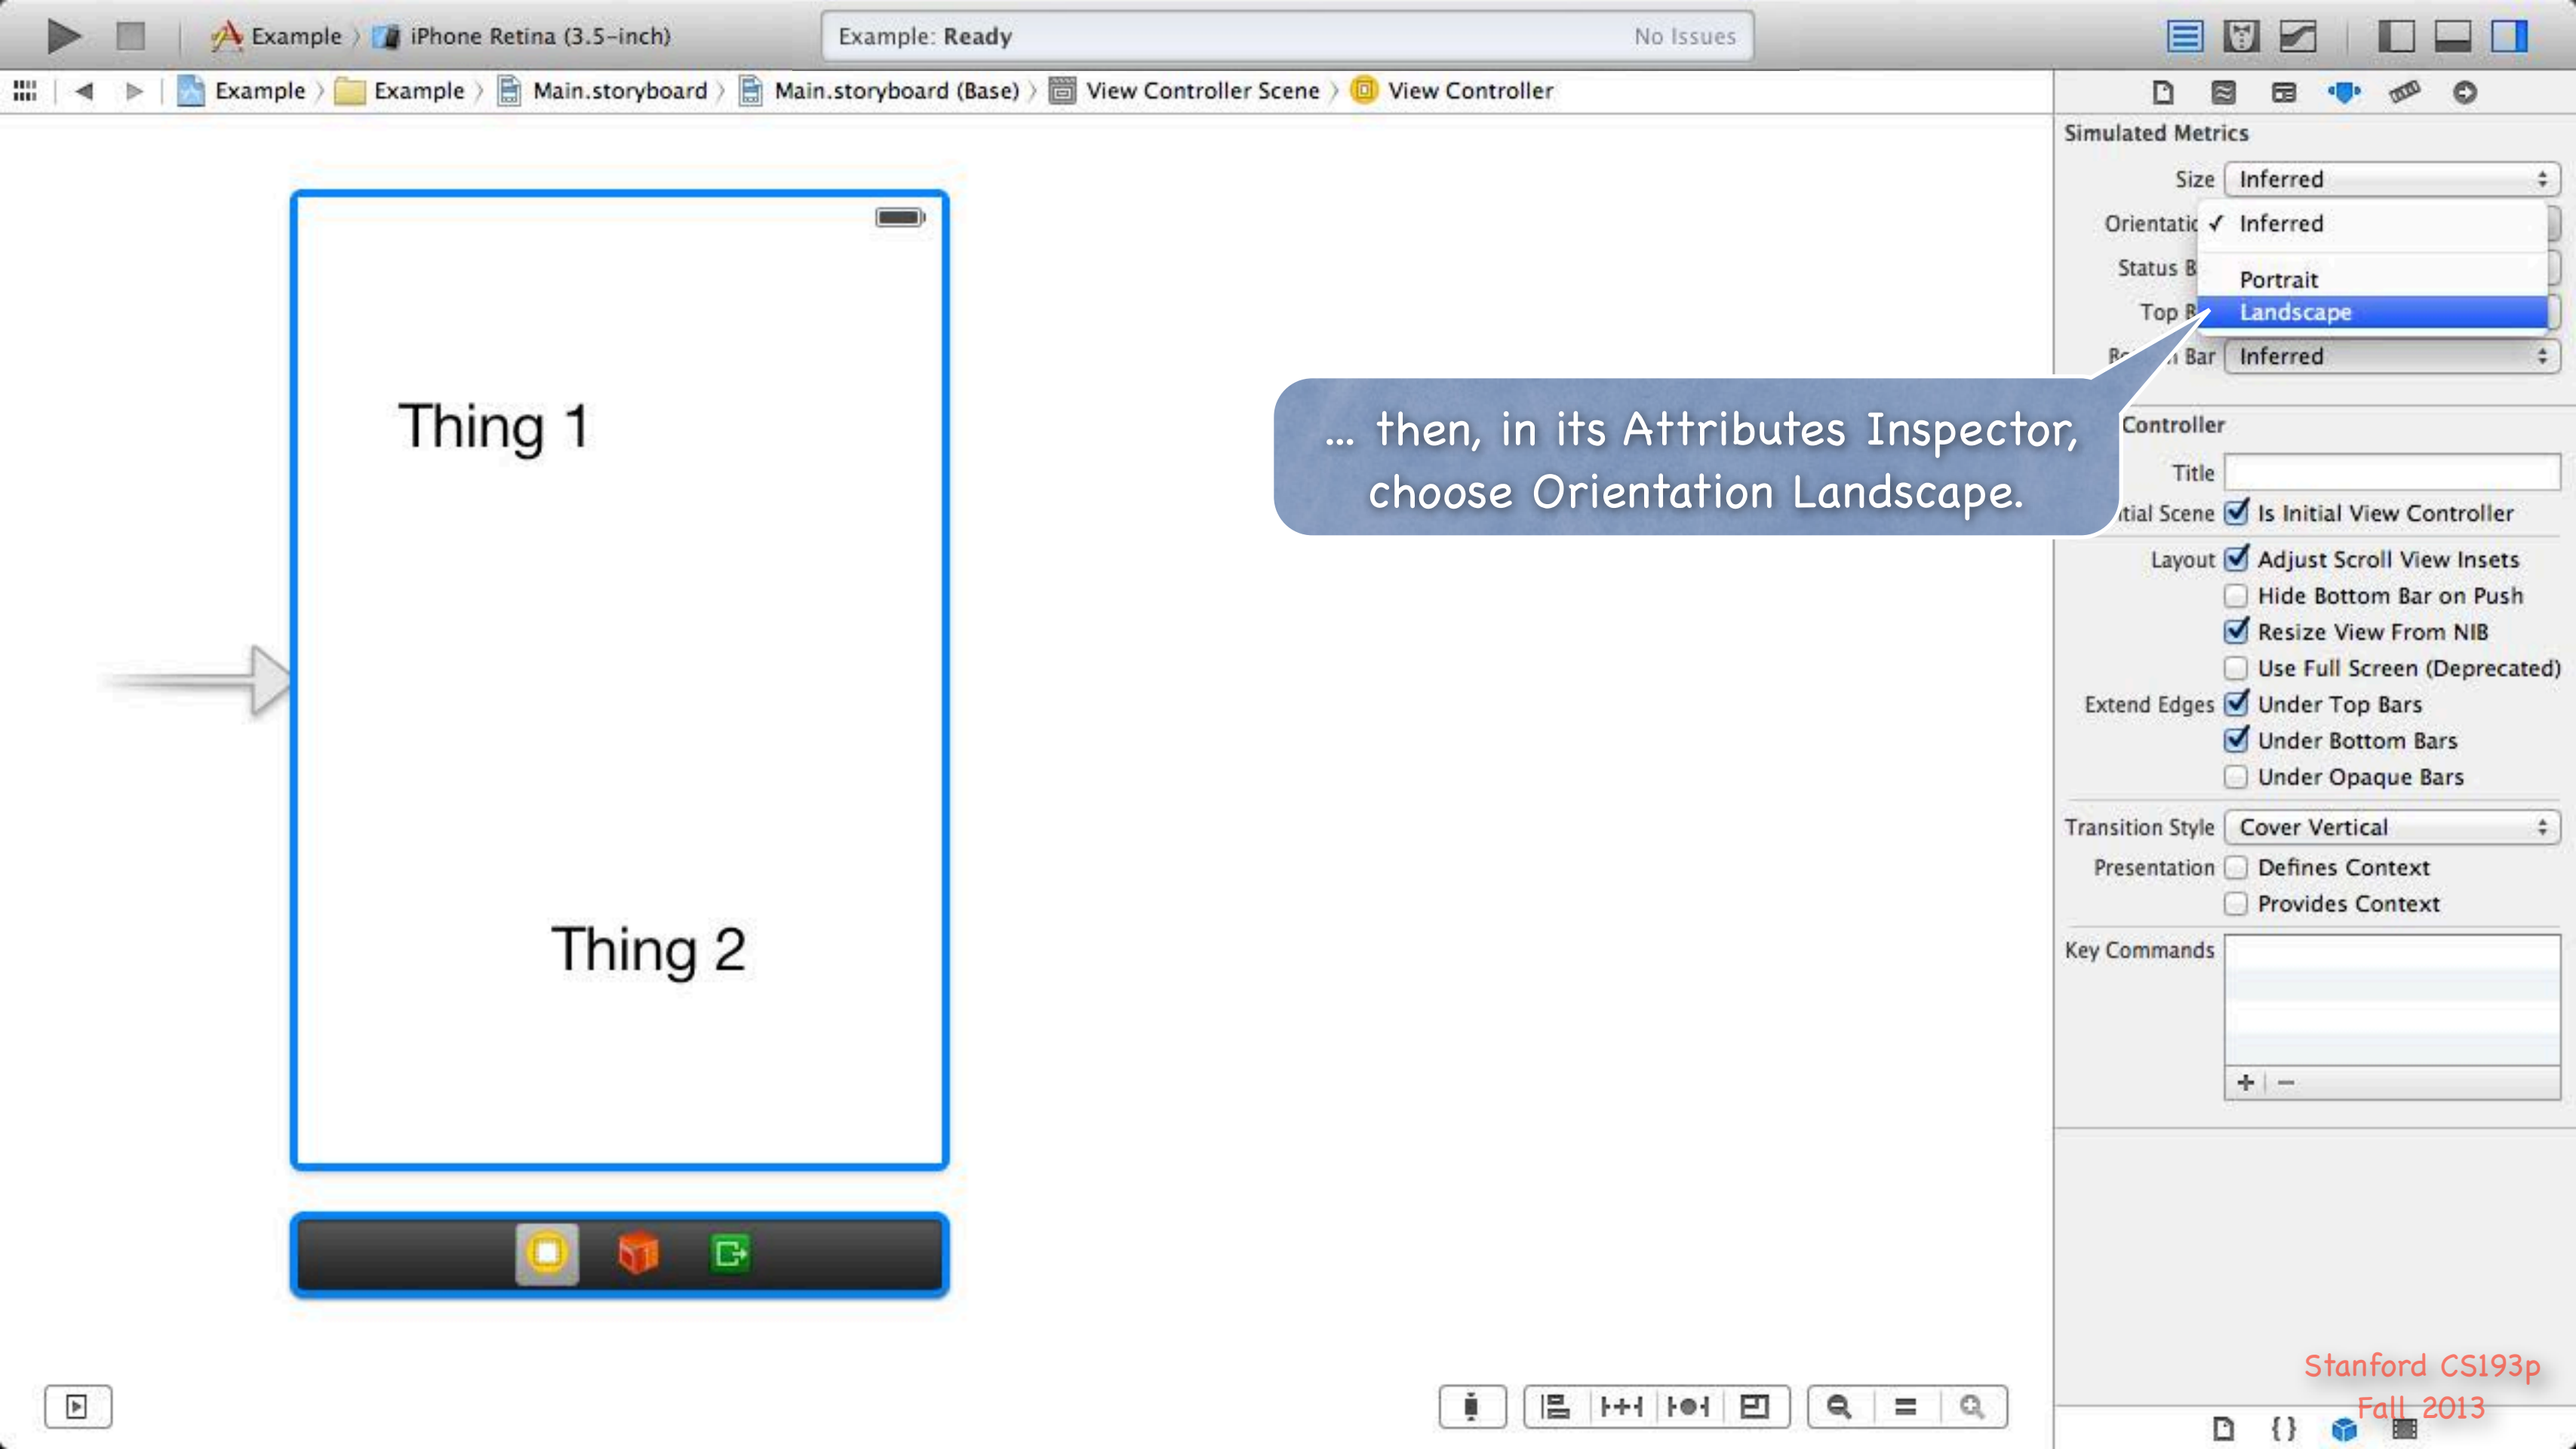 Example iPhone Retina (3.5-inch)
Example: Ready No Issues
Example Example Main.storyboard Main.storyboard (Base) View Controller Scene View Controller
Simulated Metrics
Size Inferred
Orientatio ✓ Inferred
Status B
Portrait
Top B Landscape
Bar Inferred
Thing 1
... then, in its Attributes Inspector,
choose Orientation Landscape.
Controller
Title
itial Scene Is Initial View Controller
Layout Adjust Scroll View Insets
Hide Bottom Bar on Push
Resize View From NIB
Use Full Screen (Deprecated)
Extend Edges Under Top Bars
Under Bottom Bars
Under Opaque Bars
Transition Style Cover Vertical
Presentation Defines Context
Provides Context
Key Commands
Thing 2
Stanford CS193p
Fall 2013